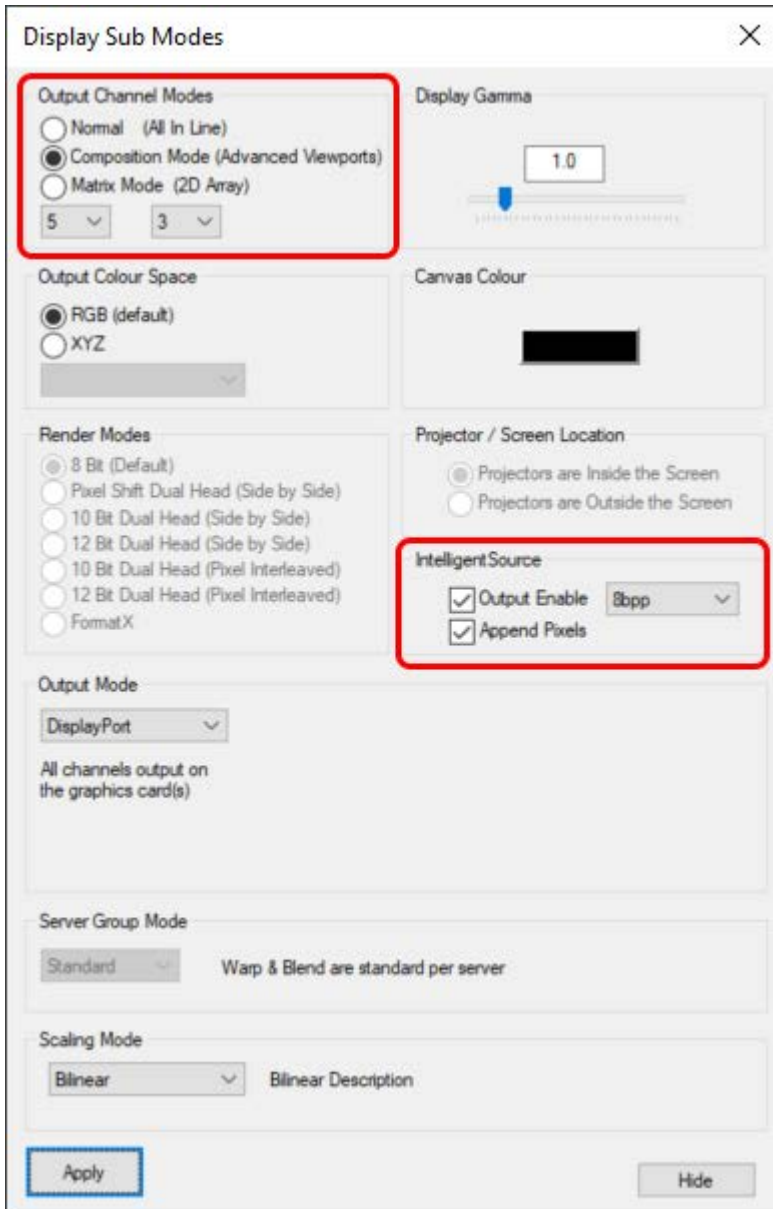 Display Sub Modes
Output Channel Modes
Normal (All In Line)
Composition Mode (Advanced Viewports)
Matrix Mode (2D Array)
5 3
Display Gamma
1.0
Output Colour Space
RGB (default)
XYZ
Canvas Colour
Render Modes
8 Bit (Default)
Pixel Shift Dual Head (Side by Side)
10 Bit Dual Head (Side by Side)
12 Bit Dual Head (Side by Side)
10 Bit Dual Head (Pixel Interleaved)
12 Bit Dual Head (Pixel Interleaved)
FormatX
Projector / Screen Location
Projectors are Inside the Screen
Projectors are Outside the Screen
IntelligentSource
Output Enable 8bpp
Append Pixels
Output Mode
DisplayPort
All channels output on
the graphics card(s)
Server Group Mode
Standard Warp & Blend are standard per server
Scaling Mode
Bilinear Bilinear Description
Apply Hide